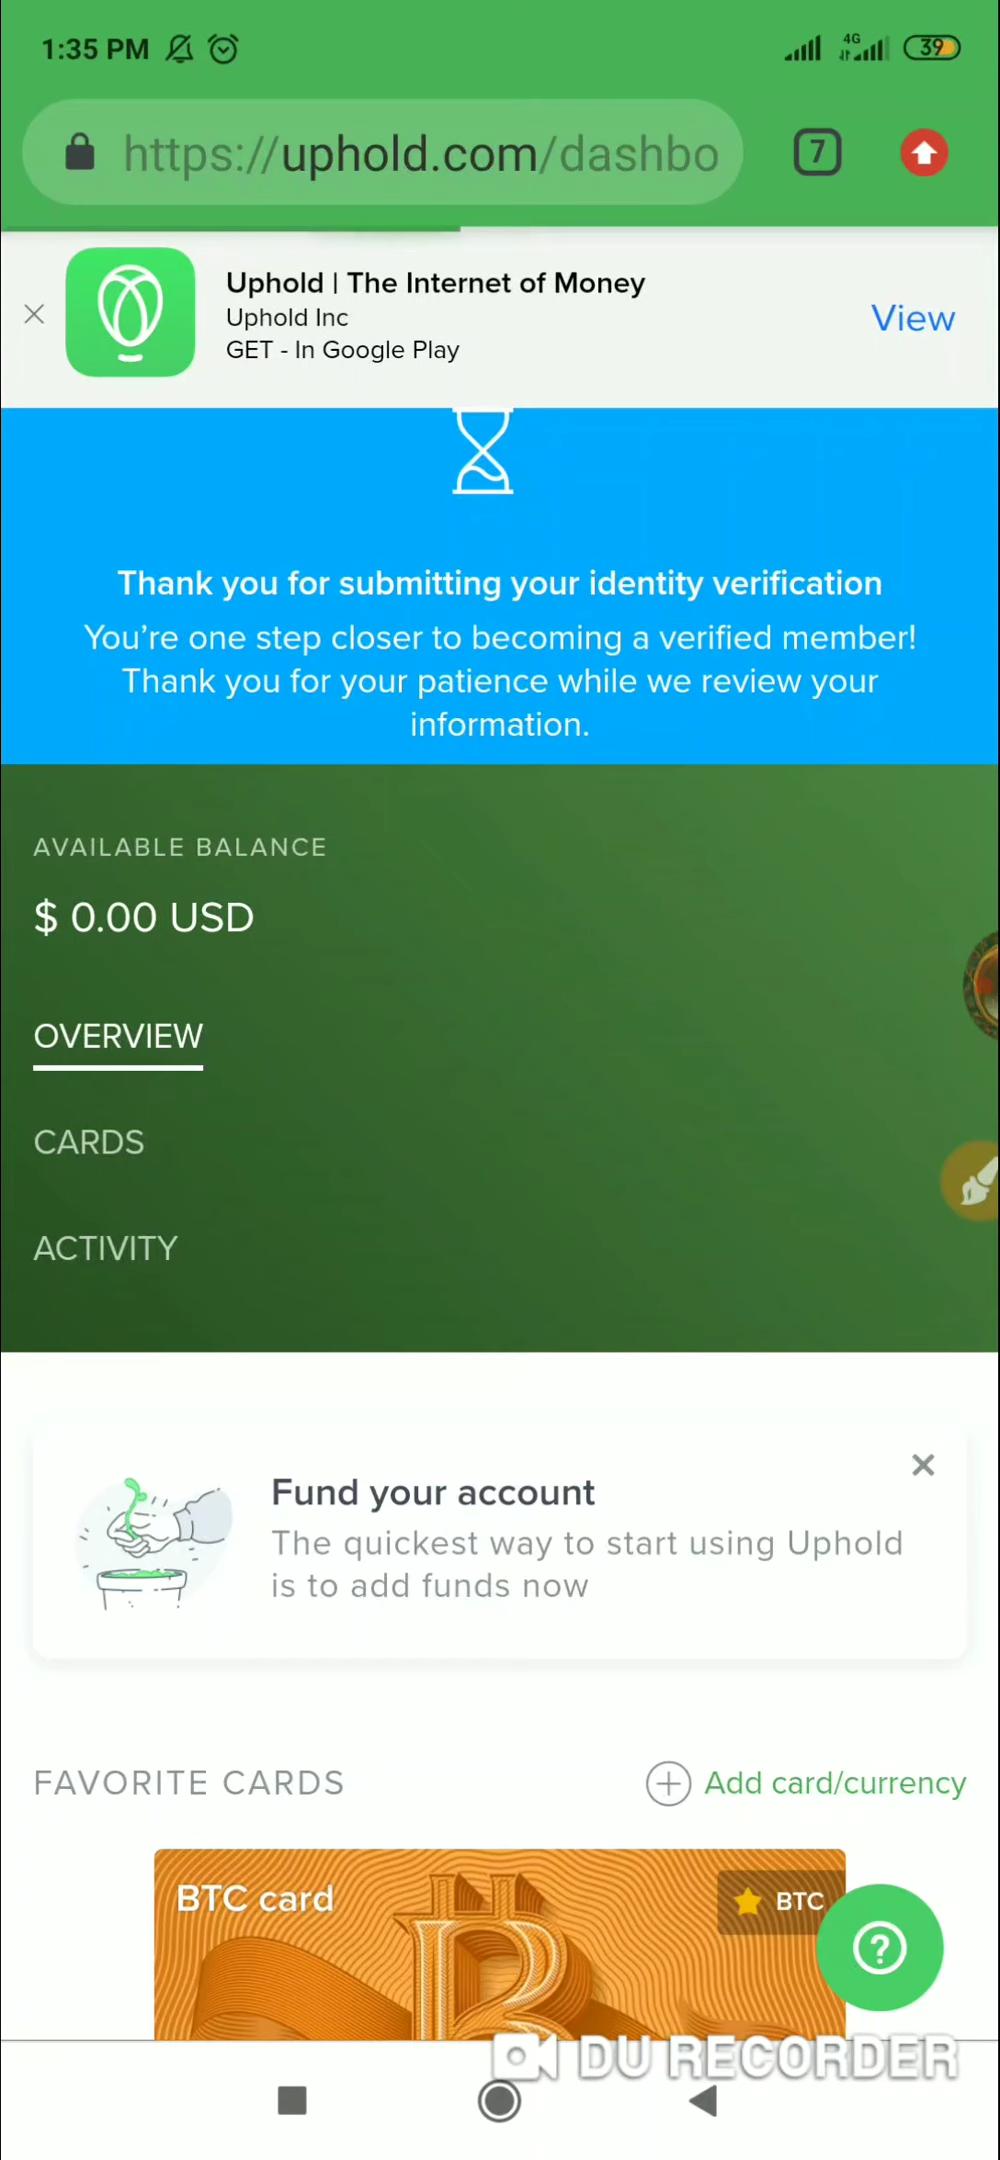 1:35 PM
4G
39
https://uphold.com/dashbo
7
Uphold | The Internet of Money
Uphold Inc
GET - In Google Play
View
Thank you for submitting your identity verification
You're one step closer to becoming a verified member!
Thank you for your patience while we review your
information.
AVAILABLE BALANCE
$ 0.00 USD
OVERVIEW
CARDS
ACTIVITY
Fund your account
The quickest way to start using Uphold
is to add funds now
FAVORITE CARDS
Add card/currency
BTC card
BTC
DU RECORDER